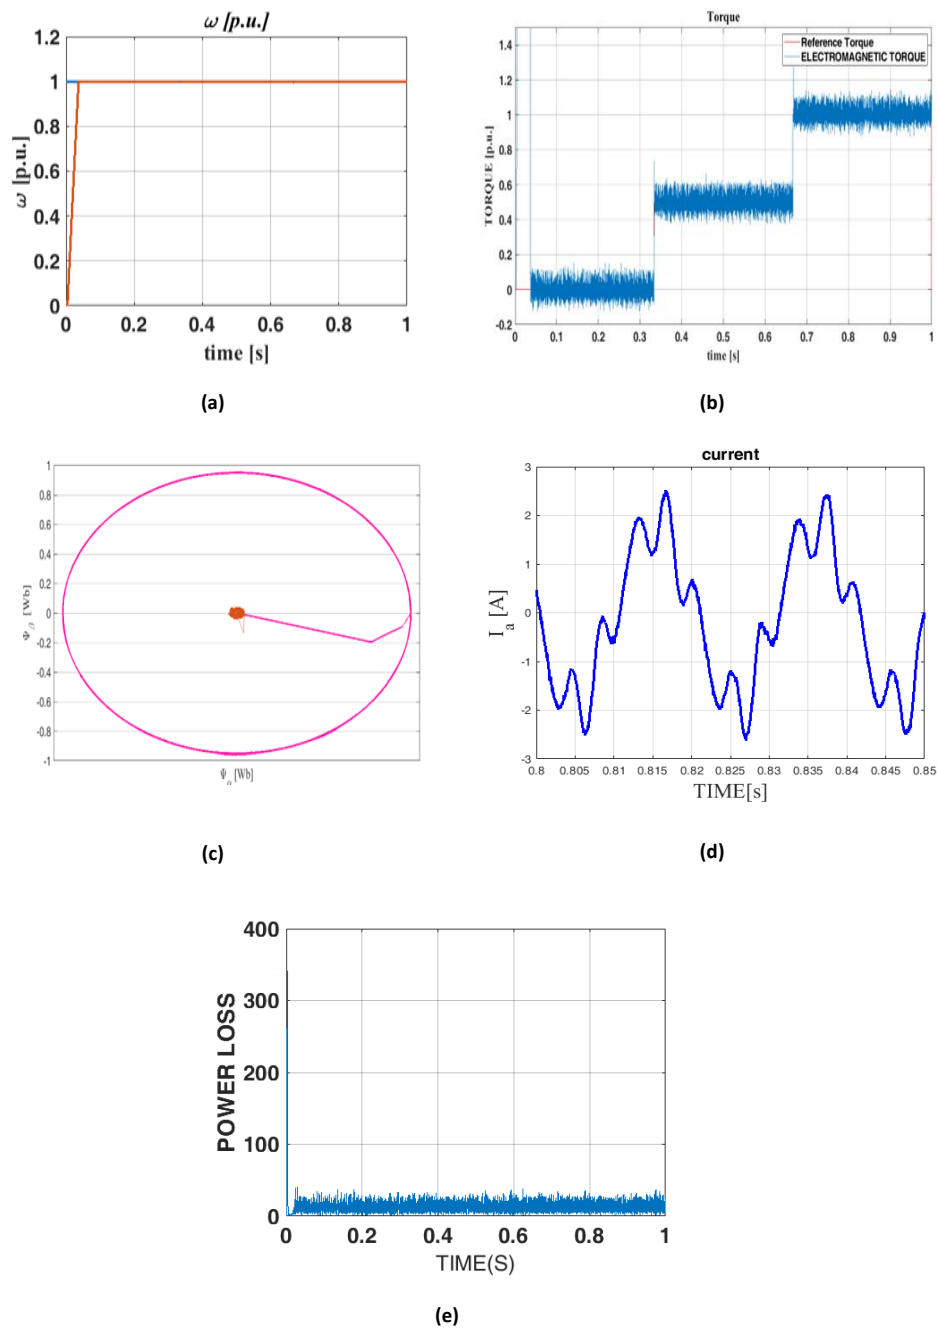 ω [p.u.]
1.2
1
0.8
0.6
0.4
0.2
0
ω [p.u.]
0 0.2 0.4 0.6 0.8 1
time [s]
(a)
Torque
Reference Torque
ELECTROMAGNETIC TORQUE
1.4
1.2
1
0.8
0.6
0.4
0.2
0
-0.2
TORQUE [p.u.]
0 0.1 0.2 0.3 0.4 0.5 0.6 0.7 0.8 0.9 1
time [s]
(b)
1
0.8
0.6
0.4
0.2
0
-0.2
-0.4
-0.6
-0.8
-1
Ψβ [Wb]
Ψα [Wb]
(c)
current
3
2
1
0
-1
-2
-3
Ia [A]
0.8 0.805 0.81 0.815 0.82 0.825 0.83 0.835 0.84 0.845 0.85
TIME[s]
(d)
400
300
200
100
0
POWER LOSS
0 0.2 0.4 0.6 0.8 1
TIME(S)
(e)